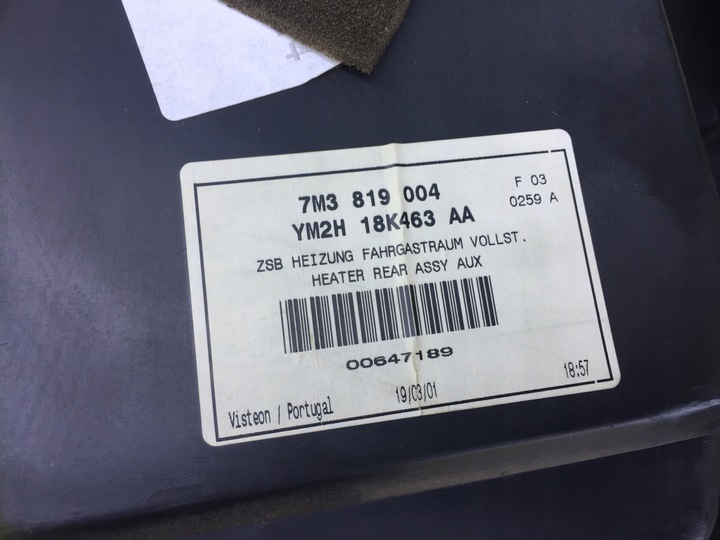 7M3 819 004
YM2H 18K463 AA
F 03
0259 A
ZSB HEIZUNG FAHRGASTRAUM VOLLST.
HEATER REAR ASSY AUX
00647189
Visteon / Portugal
19/03/01
18:57